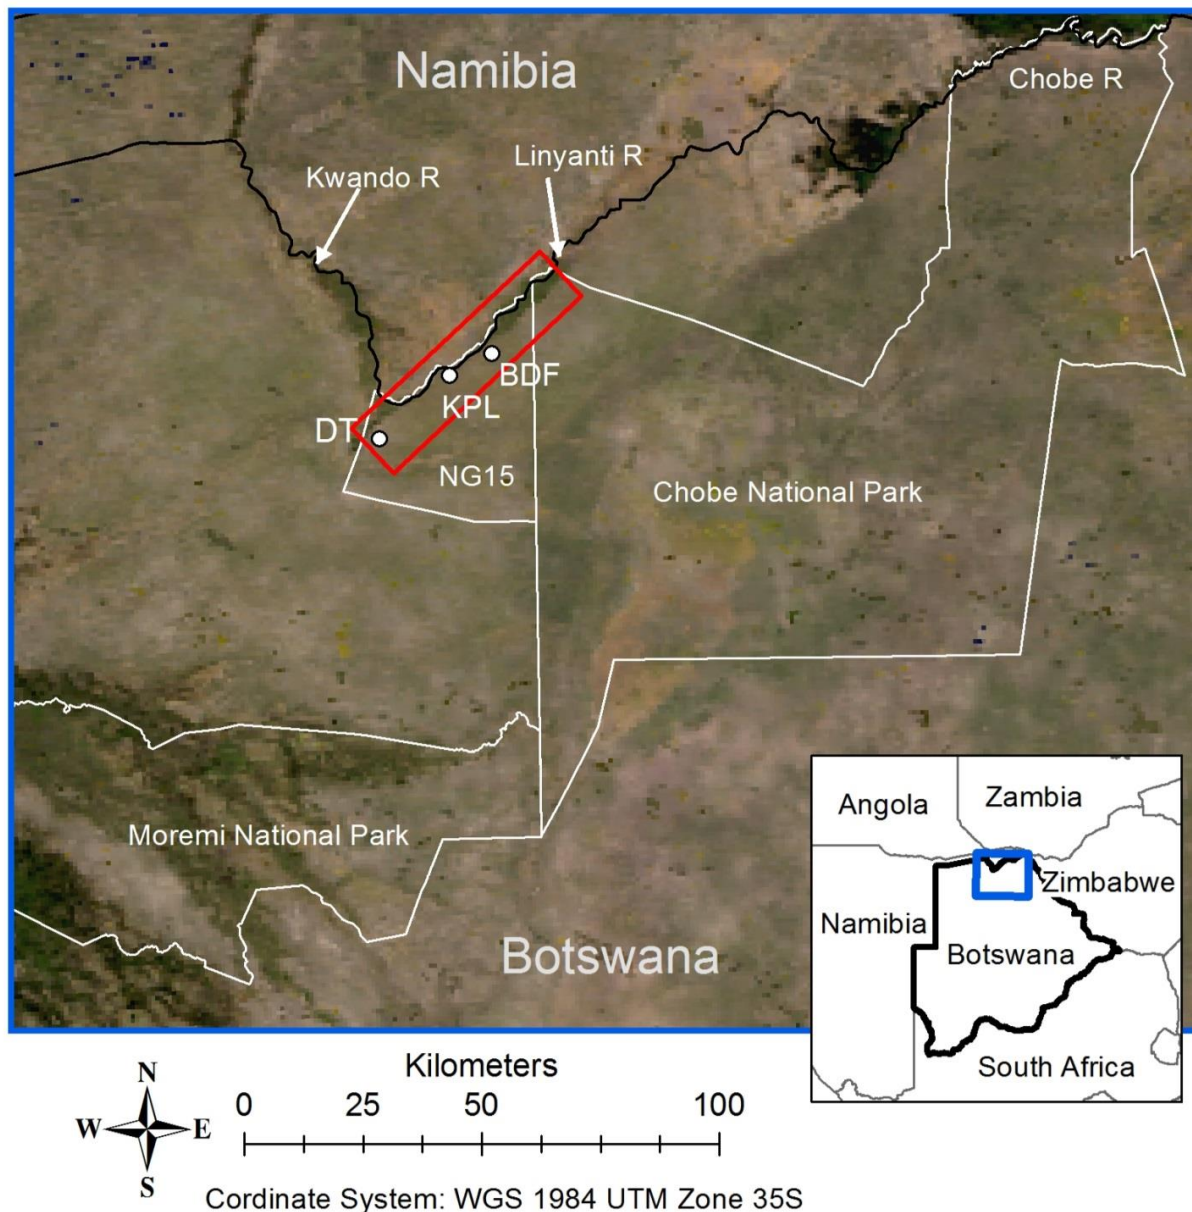 Namibia
Chobe R
Linyanti R
Kwando R
BDF
KPL
DT
NG15
Chobe National Park
Moremi National Park
Botswana
Angola
Zambia
Zimbabwe
Namibia
Botswana
South Africa
Kilometers
N
0 25 50 100
W E
S
Cordinate System: WGS 1984 UTM Zone 35S